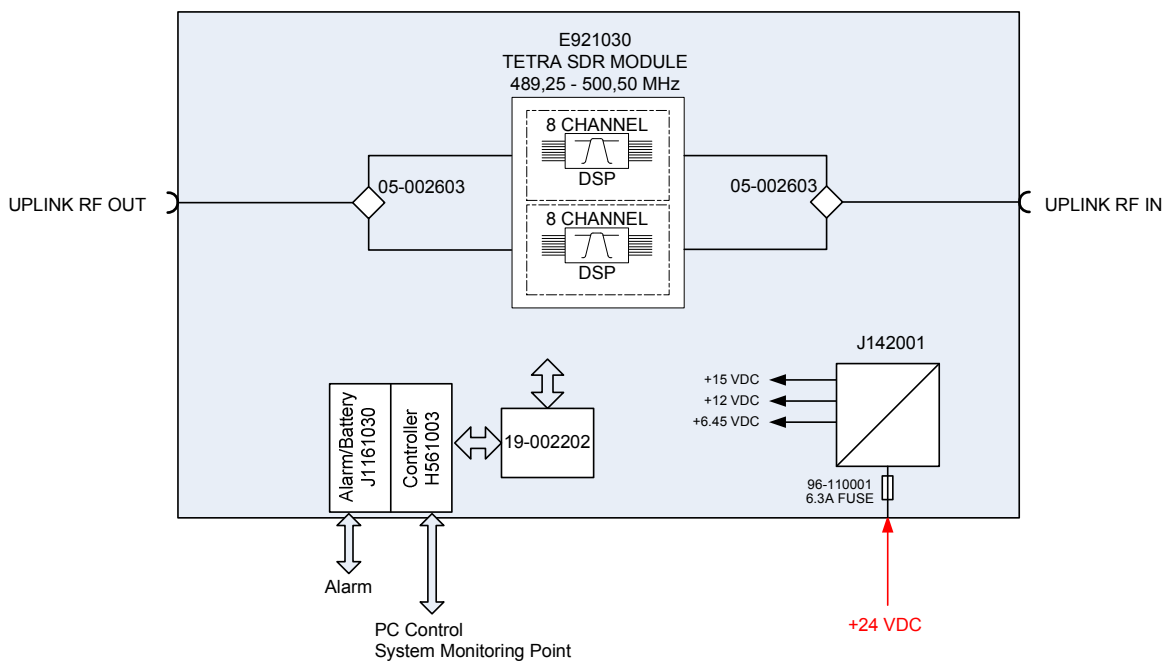 E921030
TETRA SDR MODULE
489,25 - 500,50 MHz
8 CHANNEL
DSP
05-002603
05-002603
UPLINK RF OUT
UPLINK RF IN
8 CHANNEL
DSP
J142001
+15 VDC
+12 VDC
+6.45 VDC
Alarm/Battery
J1161030
Controller
H561003
19-002202
96-110001
6.3A FUSE
Alarm
PC Control
System Monitoring Point
+24 VDC